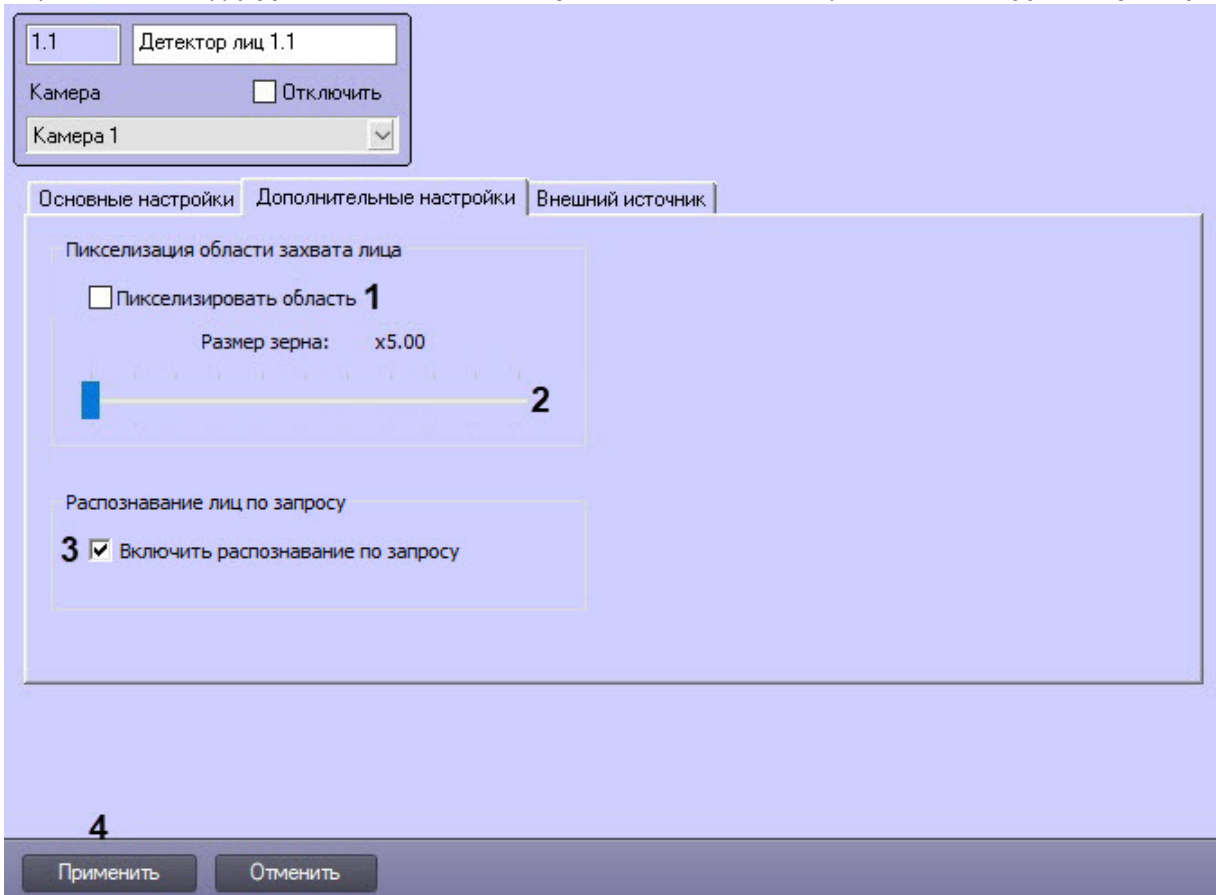 1.1 Детектор лиц 1.1
Камера Отключить
Камера 1
Основные настройки Дополнительные настройки Внешний источник
Пикселизация области захвата лица
Пикселизировать область 1
Размер зерна: x5.00
2
Распознавание лиц по запросу
3 Включить распознавание по запросу
4
Применить Отменить